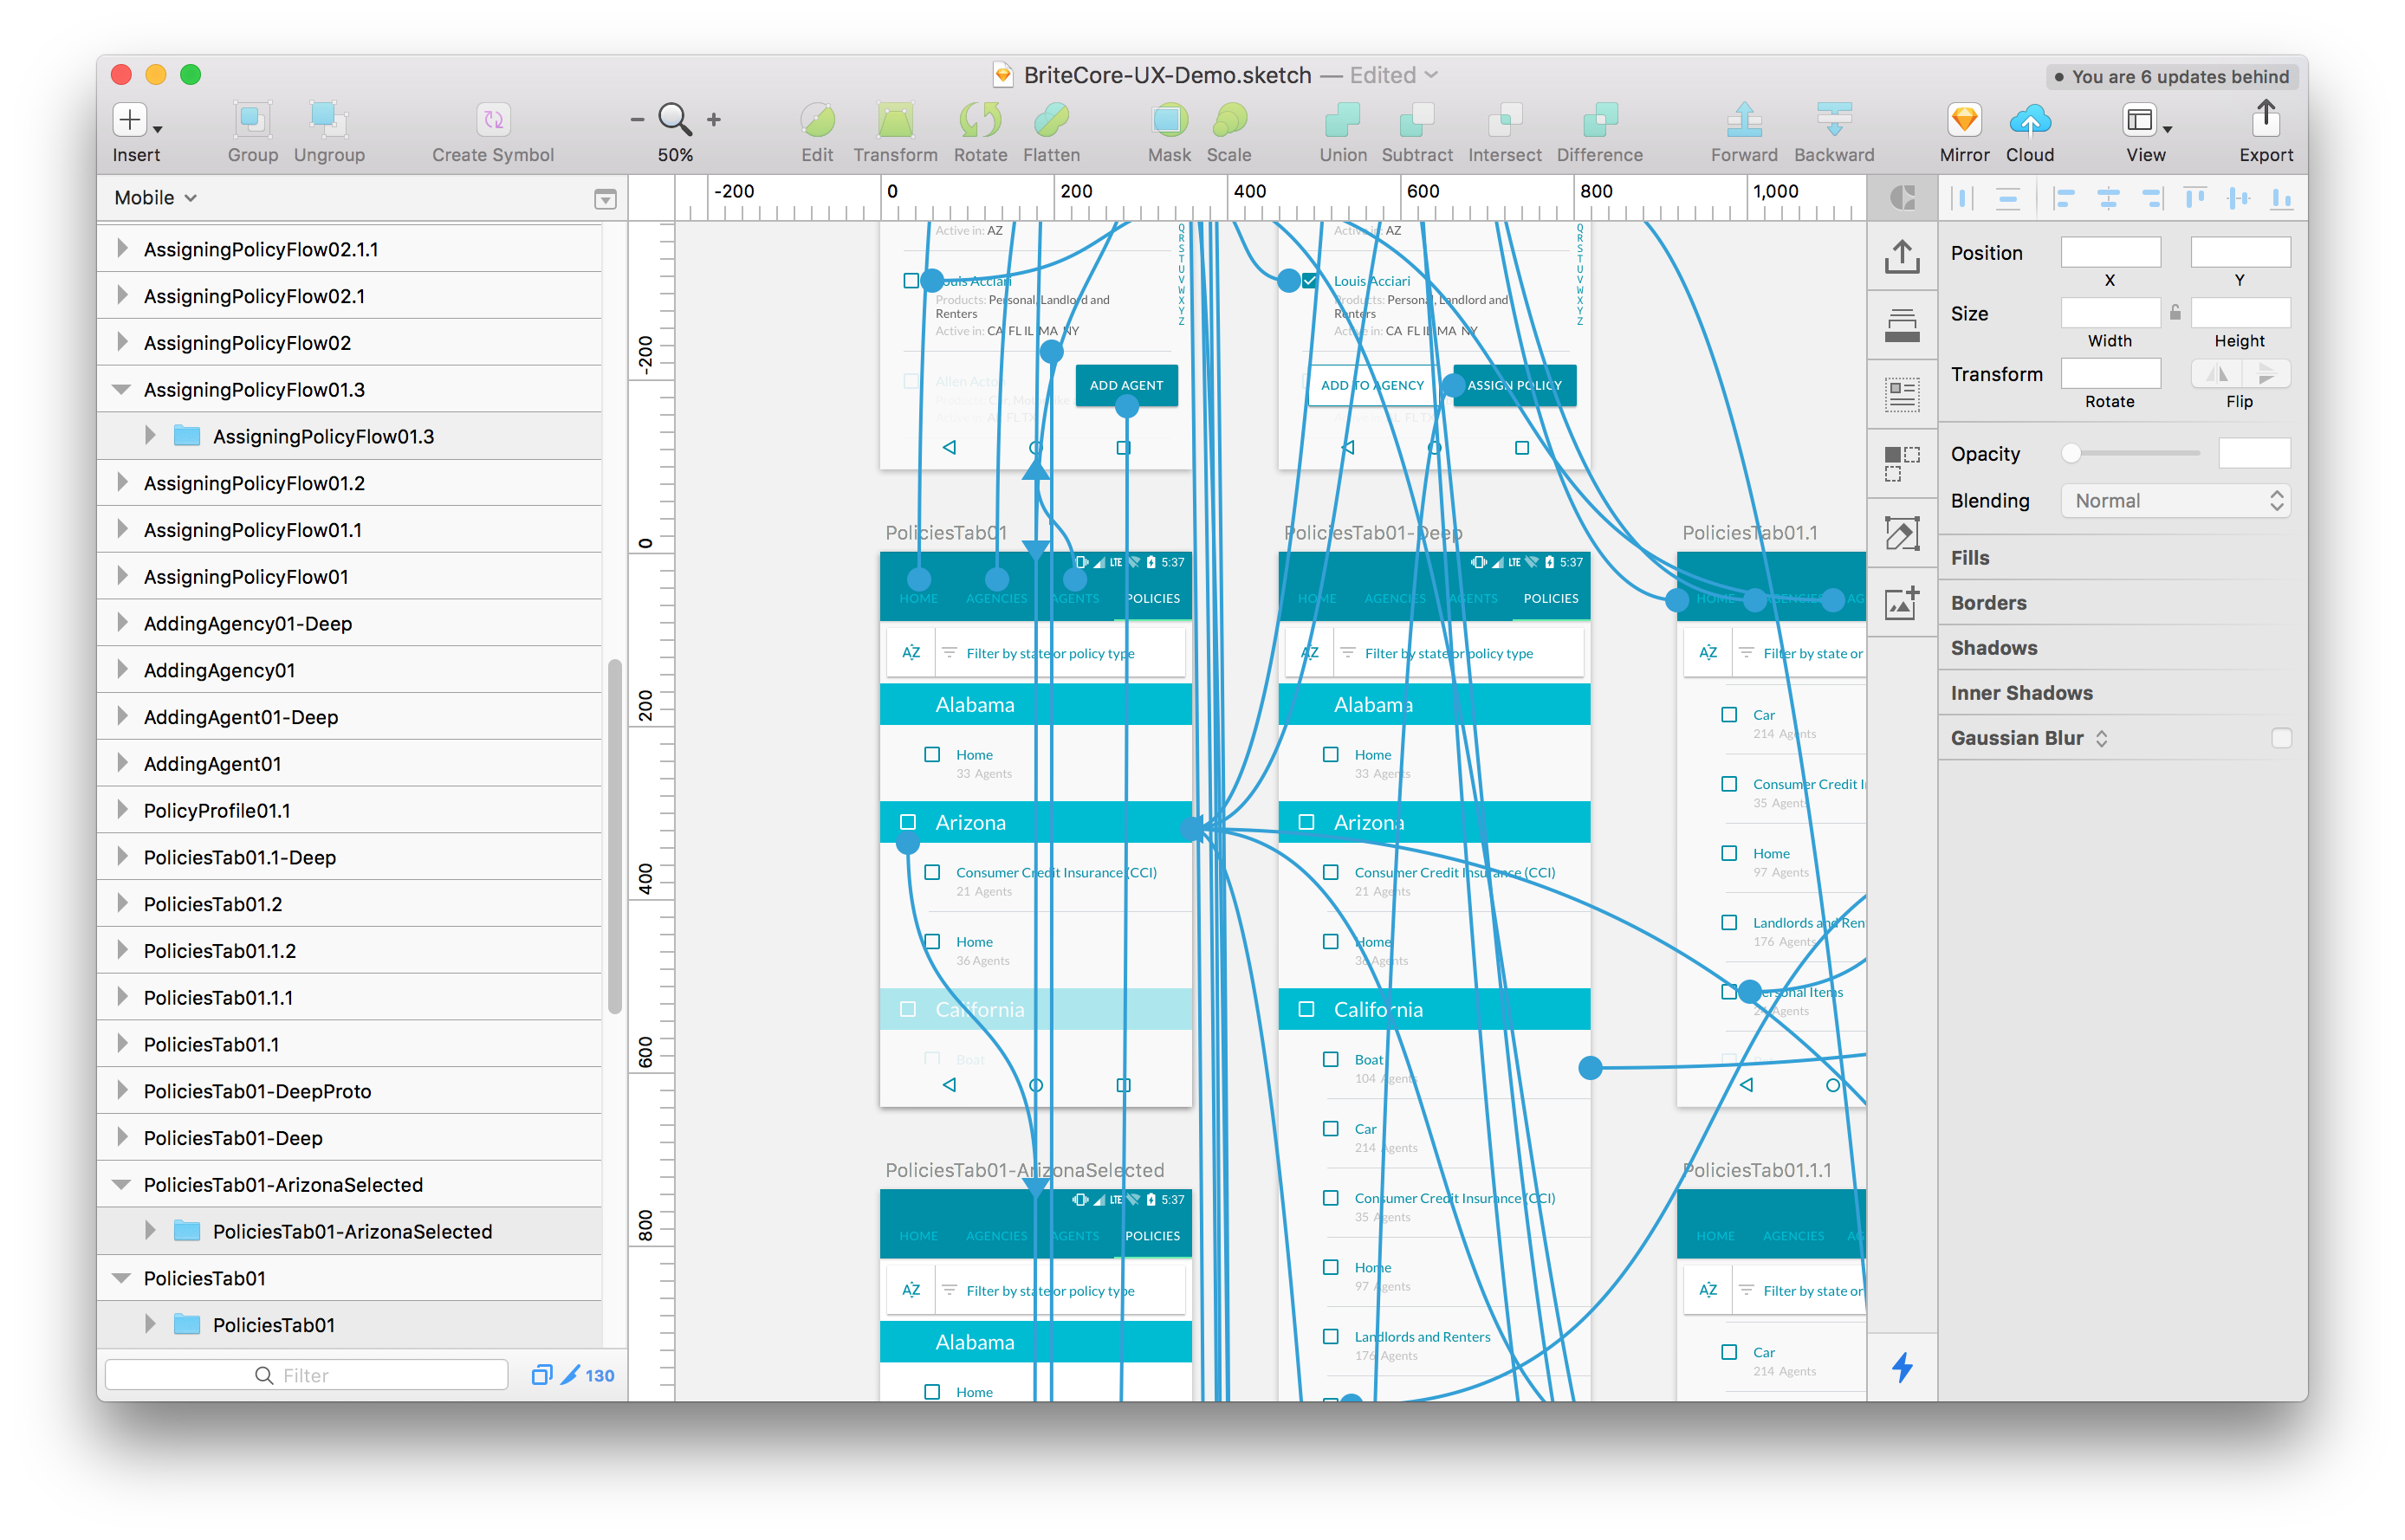 BriteCore-UX-Demo.sketch — Edited
You are 6 updates behind
Insert
Group
Ungroup
Create Symbol
50%
Edit
Transform
Rotate
Flatten
Mask
Scale
Union
Subtract
Intersect
Difference
Forward
Backward
Mirror
Cloud
View
Export
Mobile
AssigningPolicyFlow02.1.1
AssigningPolicyFlow02.1
AssigningPolicyFlow02
AssigningPolicyFlow01.3
AssigningPolicyFlow01.3
AssigningPolicyFlow01.2
AssigningPolicyFlow01.1
AssigningPolicyFlow01
AddingAgency01-Deep
AddingAgency01
AddingAgent01-Deep
AddingAgent01
PolicyProfile01.1
PoliciesTab01.1-Deep
PoliciesTab01.2
PoliciesTab01.1.2
PoliciesTab01.1.1
PoliciesTab01.1
PoliciesTab01-DeepProto
PoliciesTab01-Deep
PoliciesTab01-ArizonaSelected
PoliciesTab01-ArizonaSelected
PoliciesTab01
PoliciesTab01
Filter
130
-200 0 200 400 600 800 1,000
-200
0
200
400
600
800
Active in: AZ
Louis Acciari
Products: Personal, Landlord and
Renters
Active in: CA FL IL MA NY
Allen Acton
ADD AGENT
Q
R
S
T
U
V
W
X
Y
Z
Active in: AZ
Louis Acciari
Products: Personal, Landlord and
Renters
Active in: CA FL IL MA NY
ADD TO AGENCY
ASSIGN POLICY
Q
R
S
T
U
V
W
X
Y
Z
PoliciesTab01
LTE 5:37
HOME AGENCIES AGENTS POLICIES
AZ
Filter by state or policy type
Alabama
Home
33 Agents
Arizona
Consumer Credit Insurance (CCI)
21 Agents
Home
36 Agents
California
Boat
PoliciesTab01-Deep
LTE 5:37
HOME AGENCIES AGENTS POLICIES
AZ
Filter by state or policy type
Alabama
Home
33 Agents
Arizona
Consumer Credit Insurance (CCI)
21 Agents
Home
36 Agents
California
Boat
104 Agents
Car
214 Agents
Consumer Credit Insurance (CCI)
35 Agents
Home
97 Agents
Landlords and Renters
176 Agents
PoliciesTab01.1
HOME AGENCIES AG
AZ
Filter by state or
Car
214 Agents
Consumer Credit I
35 Agents
Home
97 Agents
Landlords and Ren
176 Agents
Personal Items
24 Agents
PoliciesTab01-ArizonaSelected
LTE 5:37
HOME AGENCIES AGENTS POLICIES
AZ
Filter by state or policy type
Alabama
Home
PoliciesTab01.1.1
HOME AGENCIES AG
AZ
Filter by state or
Car
214 Agents
Position
X
Y
Size
Width
Height
Transform
Rotate
Flip
Opacity
Blending
Normal
Fills
Borders
Shadows
Inner Shadows
Gaussian Blur